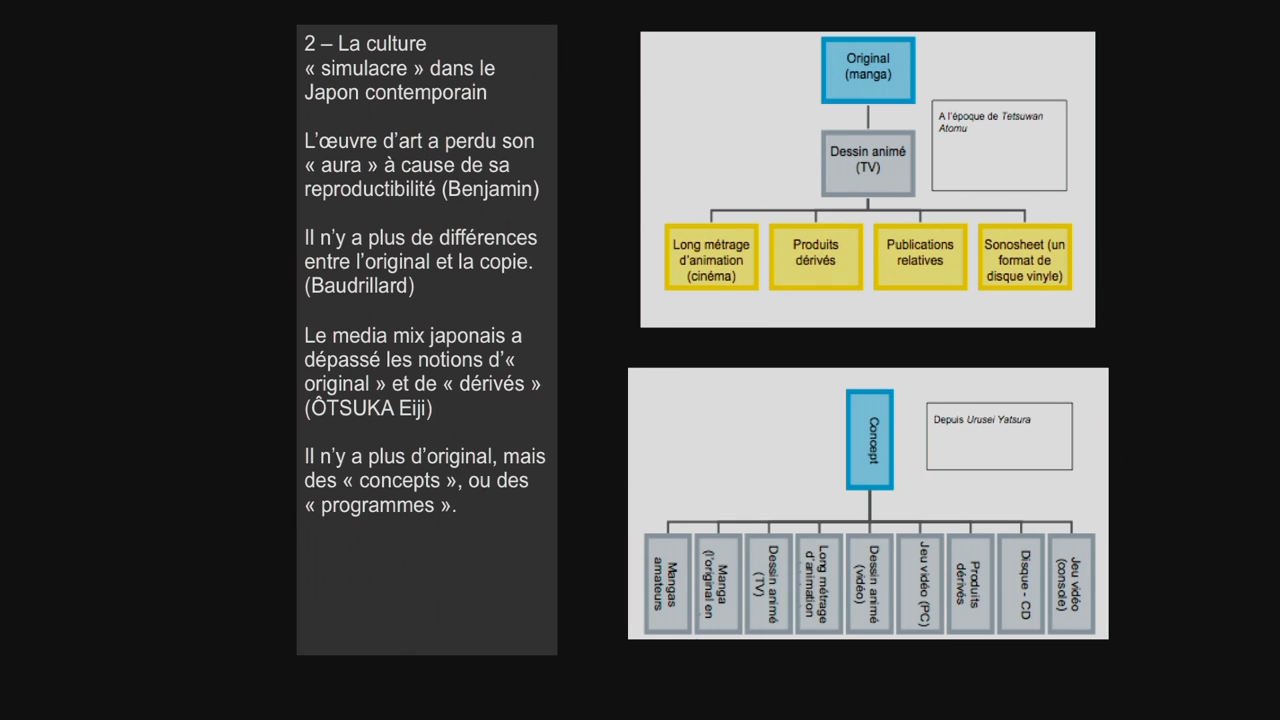 2 – La culture
« simulacre » dans le
Japon contemporain
L'œuvre d'art a perdu son
« aura » à cause de sa
reproductibilité (Benjamin)
Il n'y a plus de différences
entre l'original et la copie.
(Baudrillard)
Le media mix japonais a
dépassé les notions d'«
original » et de « dérivés »
(ÔTSUKA Eiji)
Il n'y a plus d'original, mais
des « concepts », ou des
« programmes ».
Original
(manga)
A l'époque de Tetsuwan
Atomu
Dessin animé
(TV)
Long métrage
d'animation
(cinéma)
Produits
dérivés
Publications
relatives
Sonosheet (un
format de
disque vinyle)
Concept
Depuis Urusei Yatsura
Mangas
amateurs
Manga
(l'original en
Dessin animé
(TV)
Long métrage
d'animation
Dessin animé
(vidéo)
Jeu vidéo (PC)
Produits
dérivés
Disque - CD
Jeu vidéo
(console)